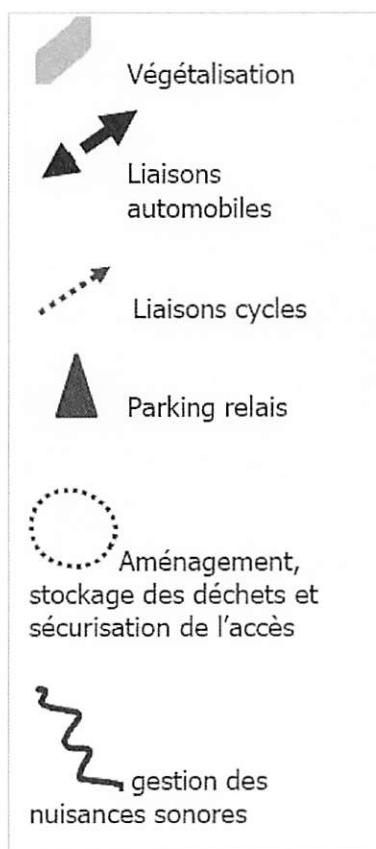 Végétalisation
Liaisons
automobiles
Liaisons cycles
Parking relais
Aménagement,
stockage des déchets et
sécurisation de l'accès
gestion des
nuisances sonores